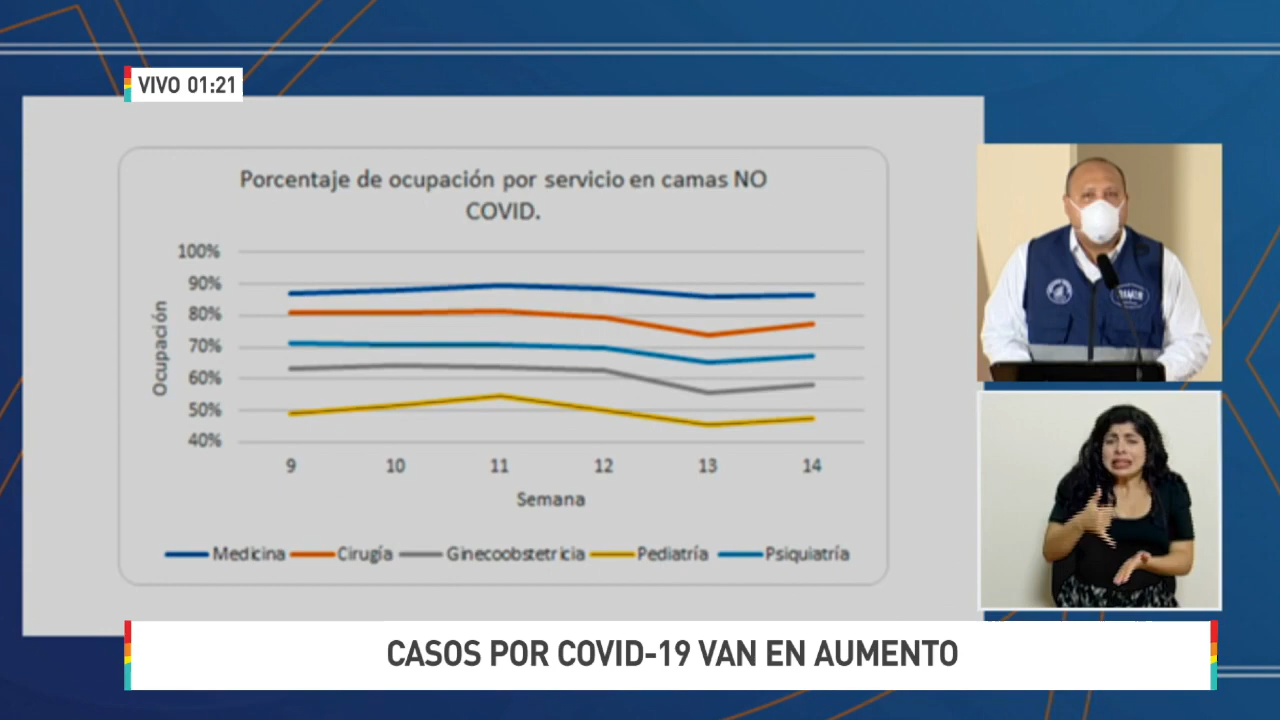 VIVO 01:21
Porcentaje de ocupación por servicio en camas NO
COVID.
100%
90%
80%
70%
60%
50%
40%
Ocupación
9 10 11 12 13 14
Semana
Medicina Cirugía Ginecoobstetricia Pediatría Psiquiatría
CASOS POR COVID-19 VAN EN AUMENTO